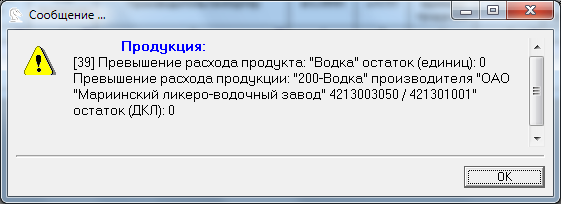 Сообщение ...
Продукция:
[39] Превышение расхода продукта: "Водка" остаток (единиц): 0
Превышение расхода продукции: "200-Водка" производителя "ОАО
"Мариинский ликеро-водочный завод" 4213003050 / 421301001"
остаток (ДКЛ): 0
OK